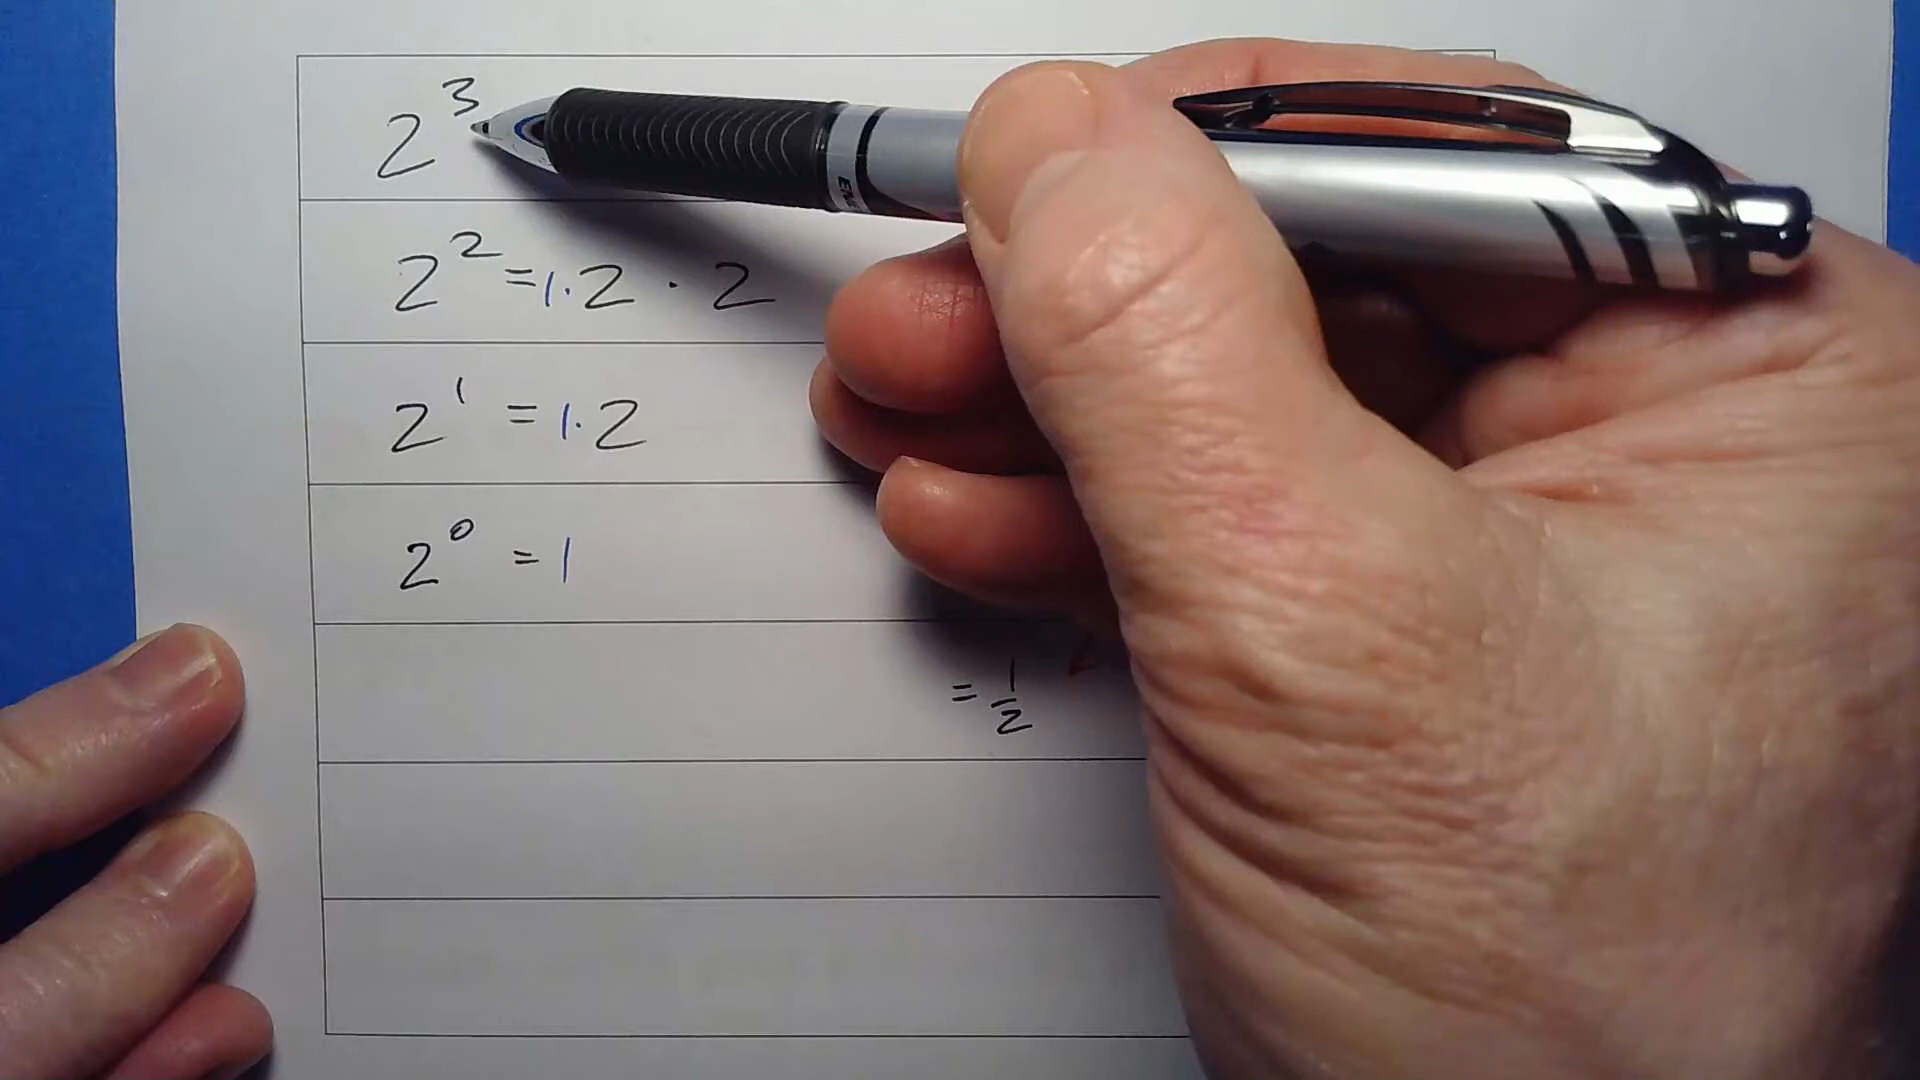 2³
2² = 1·2·2
2¹ = 1·2
2⁰ = 1
= 1/2